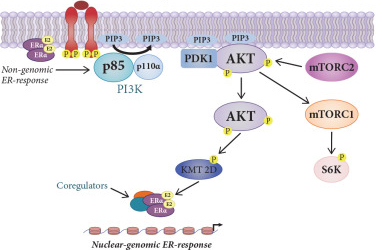 PIP3 PIP3 PIP3 PIP3
ERα E2
ERα E2
P P P P
Non-genomic
ER-response
p85
p110α
PI3K
PDK1
AKT
P
P
mTORC2
AKT
P
P
mTORC1
KMT 2D
P
P
S6K
Coregulators
ERα E2
ERα E2
Nuclear-genomic ER-response